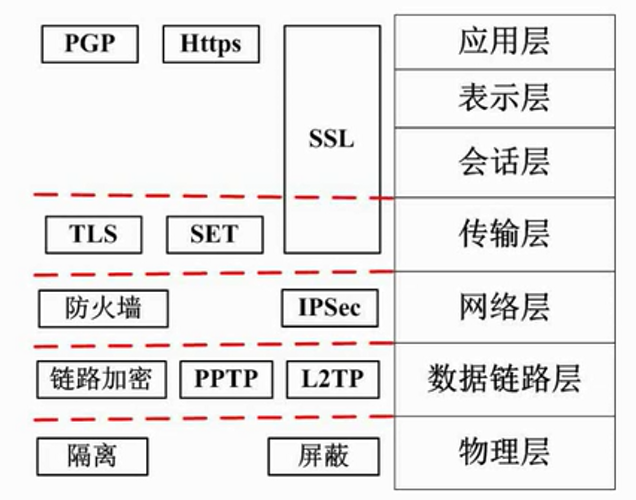 PGP Https 应用层
表示层
SSL
会话层
TLS SET 传输层
防火墙 IPSec 网络层
链路加密 PPTP L2TP 数据链路层
隔离 屏蔽 物理层